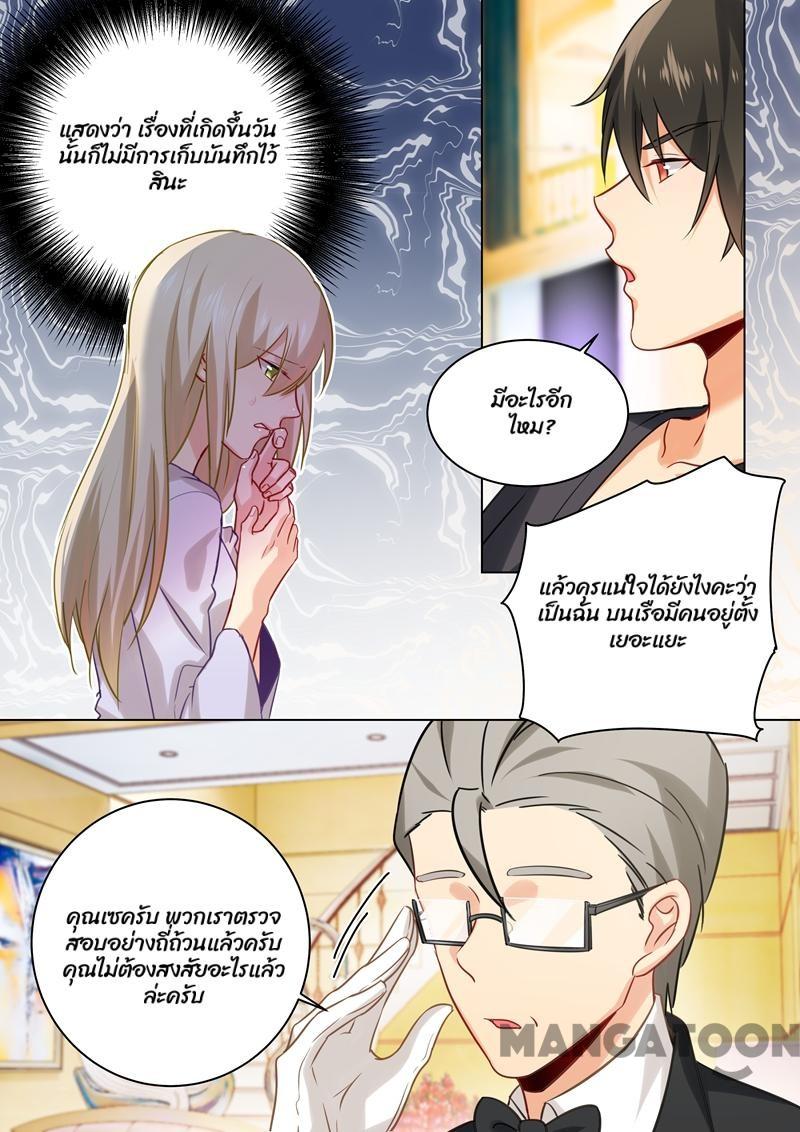 แสดงว่า เรื่องที่เกิดขึ้นวัน
นั้นก็ไม่มีการเก็บบันทึกไว้
สินะ
มีอะไรอีก
ไหม?
แล้วคุรแน่ใจได้ยังไงคะว่า
เป็นฉัน บนเรือมีคนอยู่ตั้ง
เยอะแยะ
คุณเซครับ พวกเราตรวจ
สอบอย่างถี่ถ้วนแล้วครับ
คุณไม่ต้องสงสัยอะไรแล้ว
ล่ะครับ
MANGATOON